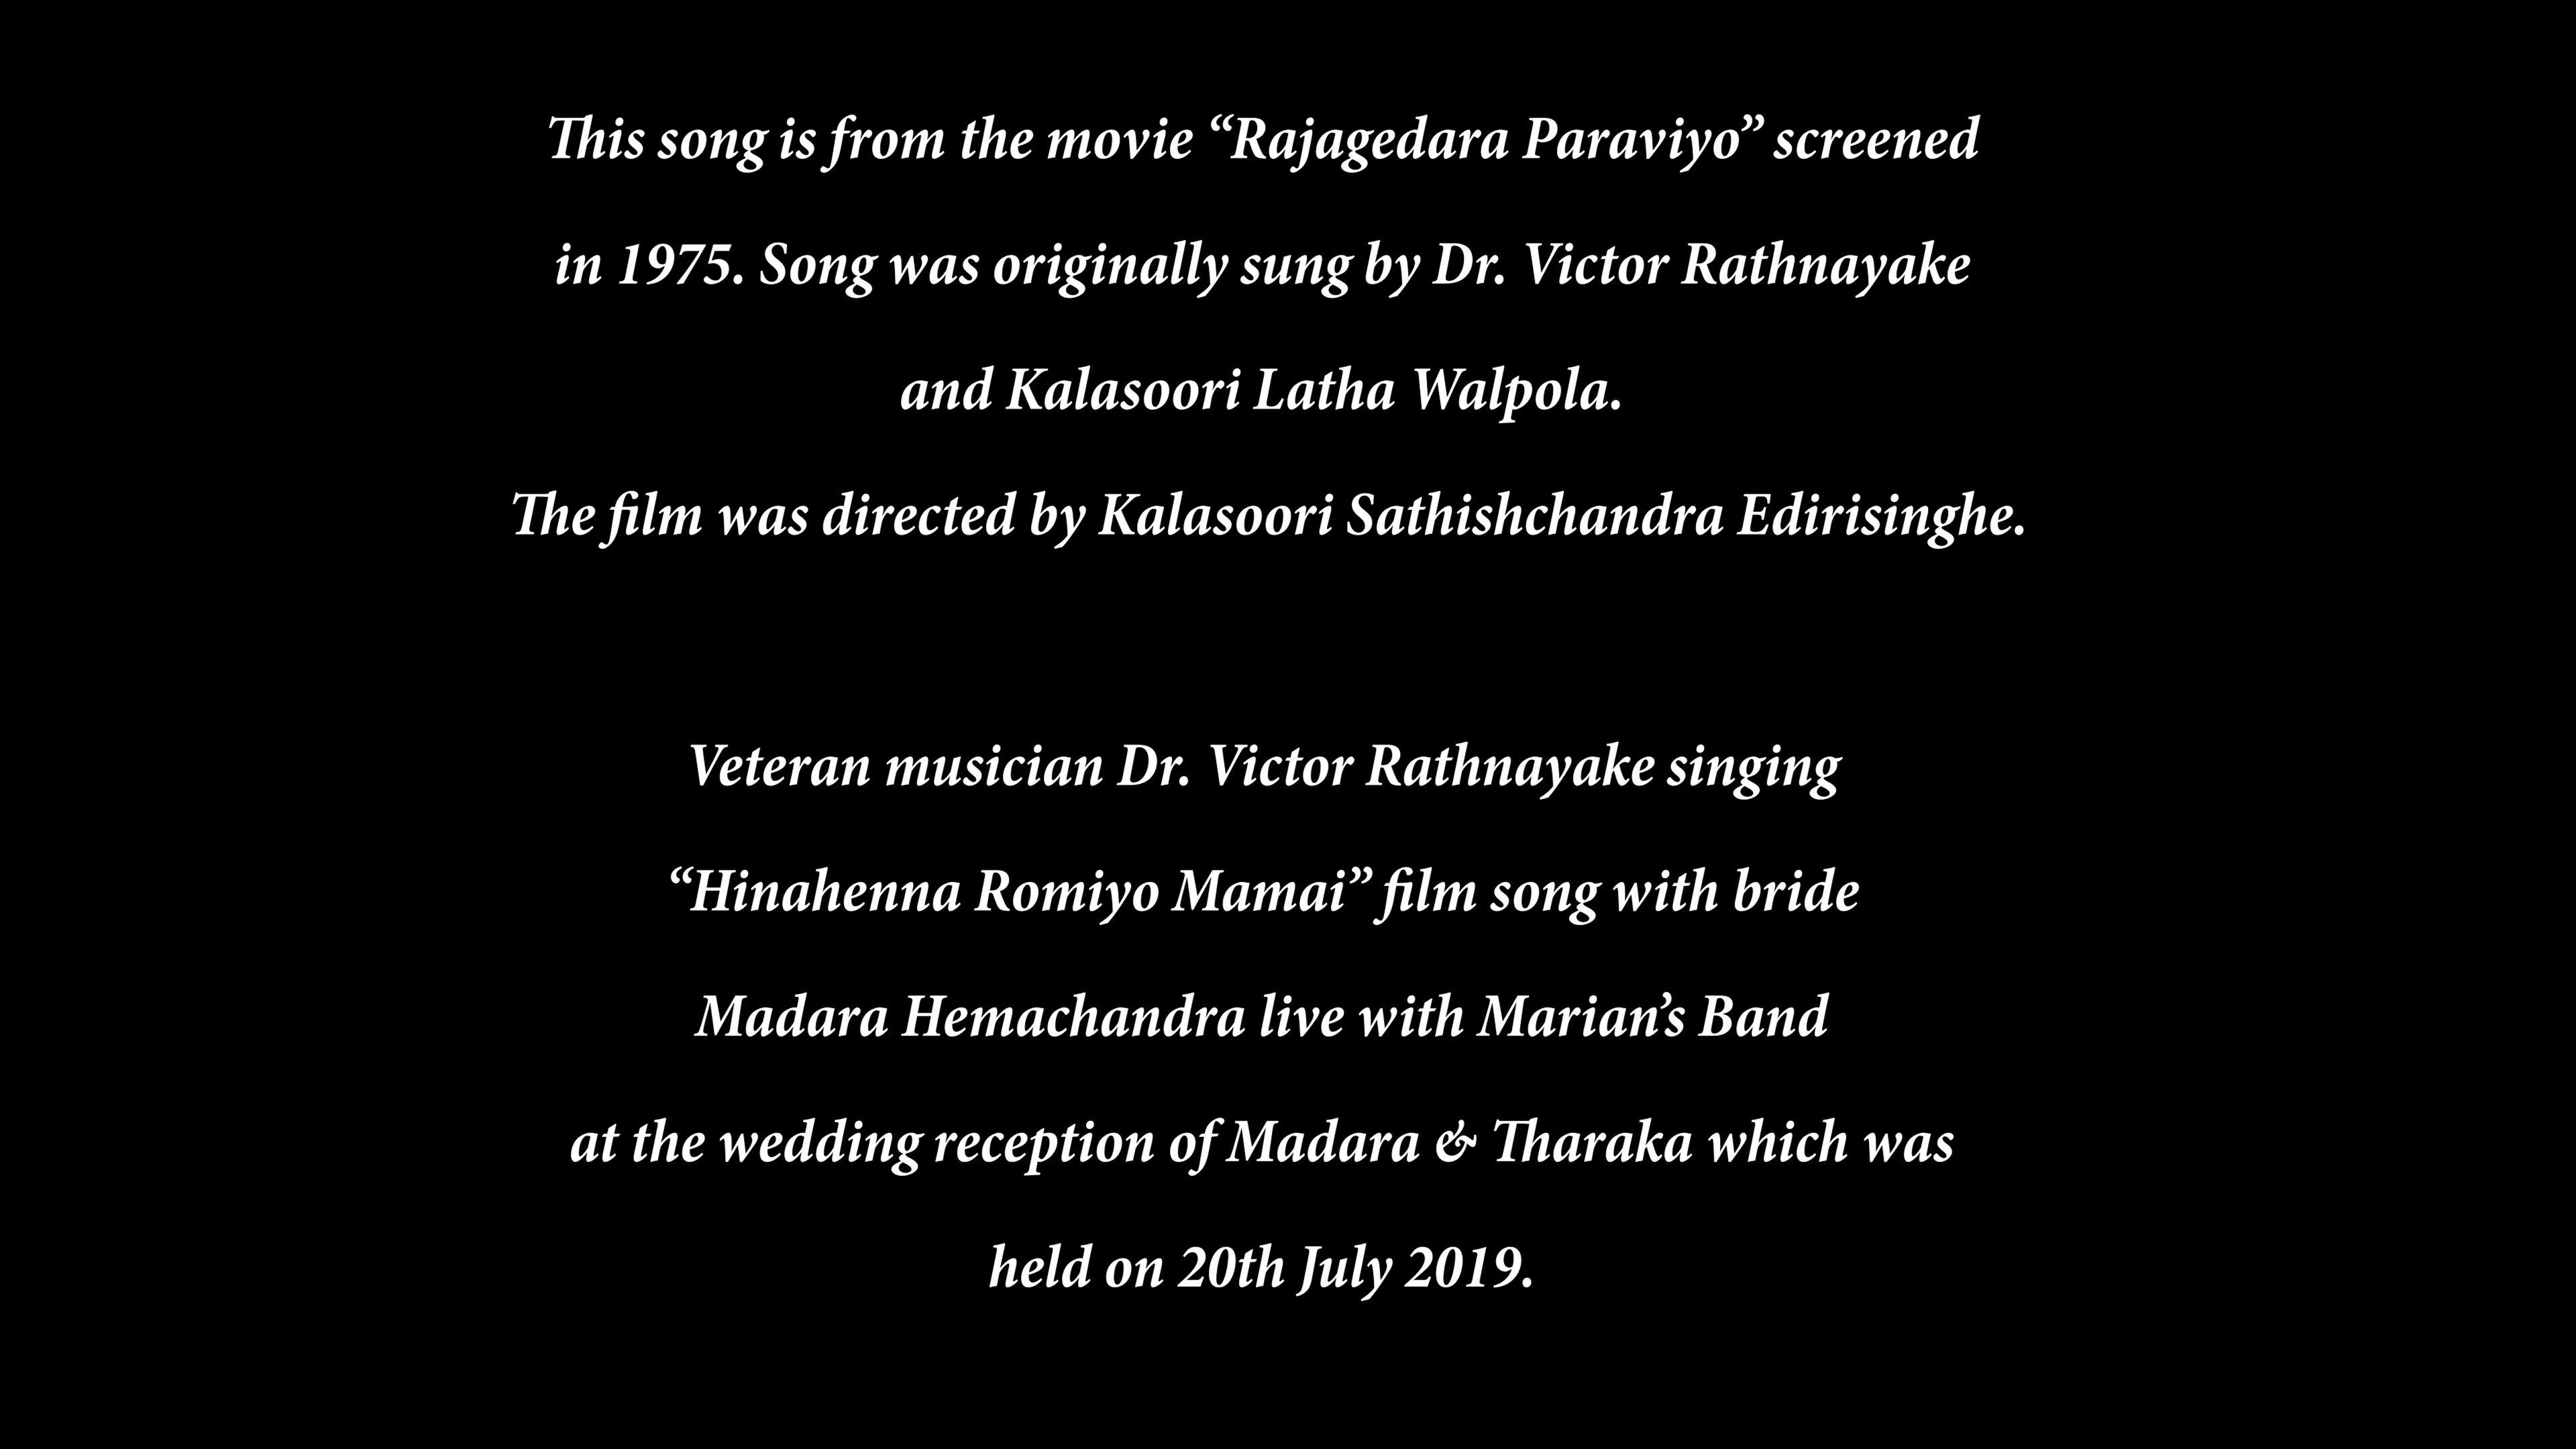 This song is from the movie “Rajagedara Paraviyo” screened
in 1975. Song was originally sung by Dr. Victor Rathnayake
and Kalasoori Latha Walpola.
The film was directed by Kalasoori Sathishchandra Edirisinghe.
Veteran musician Dr. Victor Rathnayake singing
“Hinahenna Romiyo Mamai” film song with bride
Madara Hemachandra live with Marian’s Band
at the wedding reception of Madara & Tharaka which was
held on 20th July 2019.